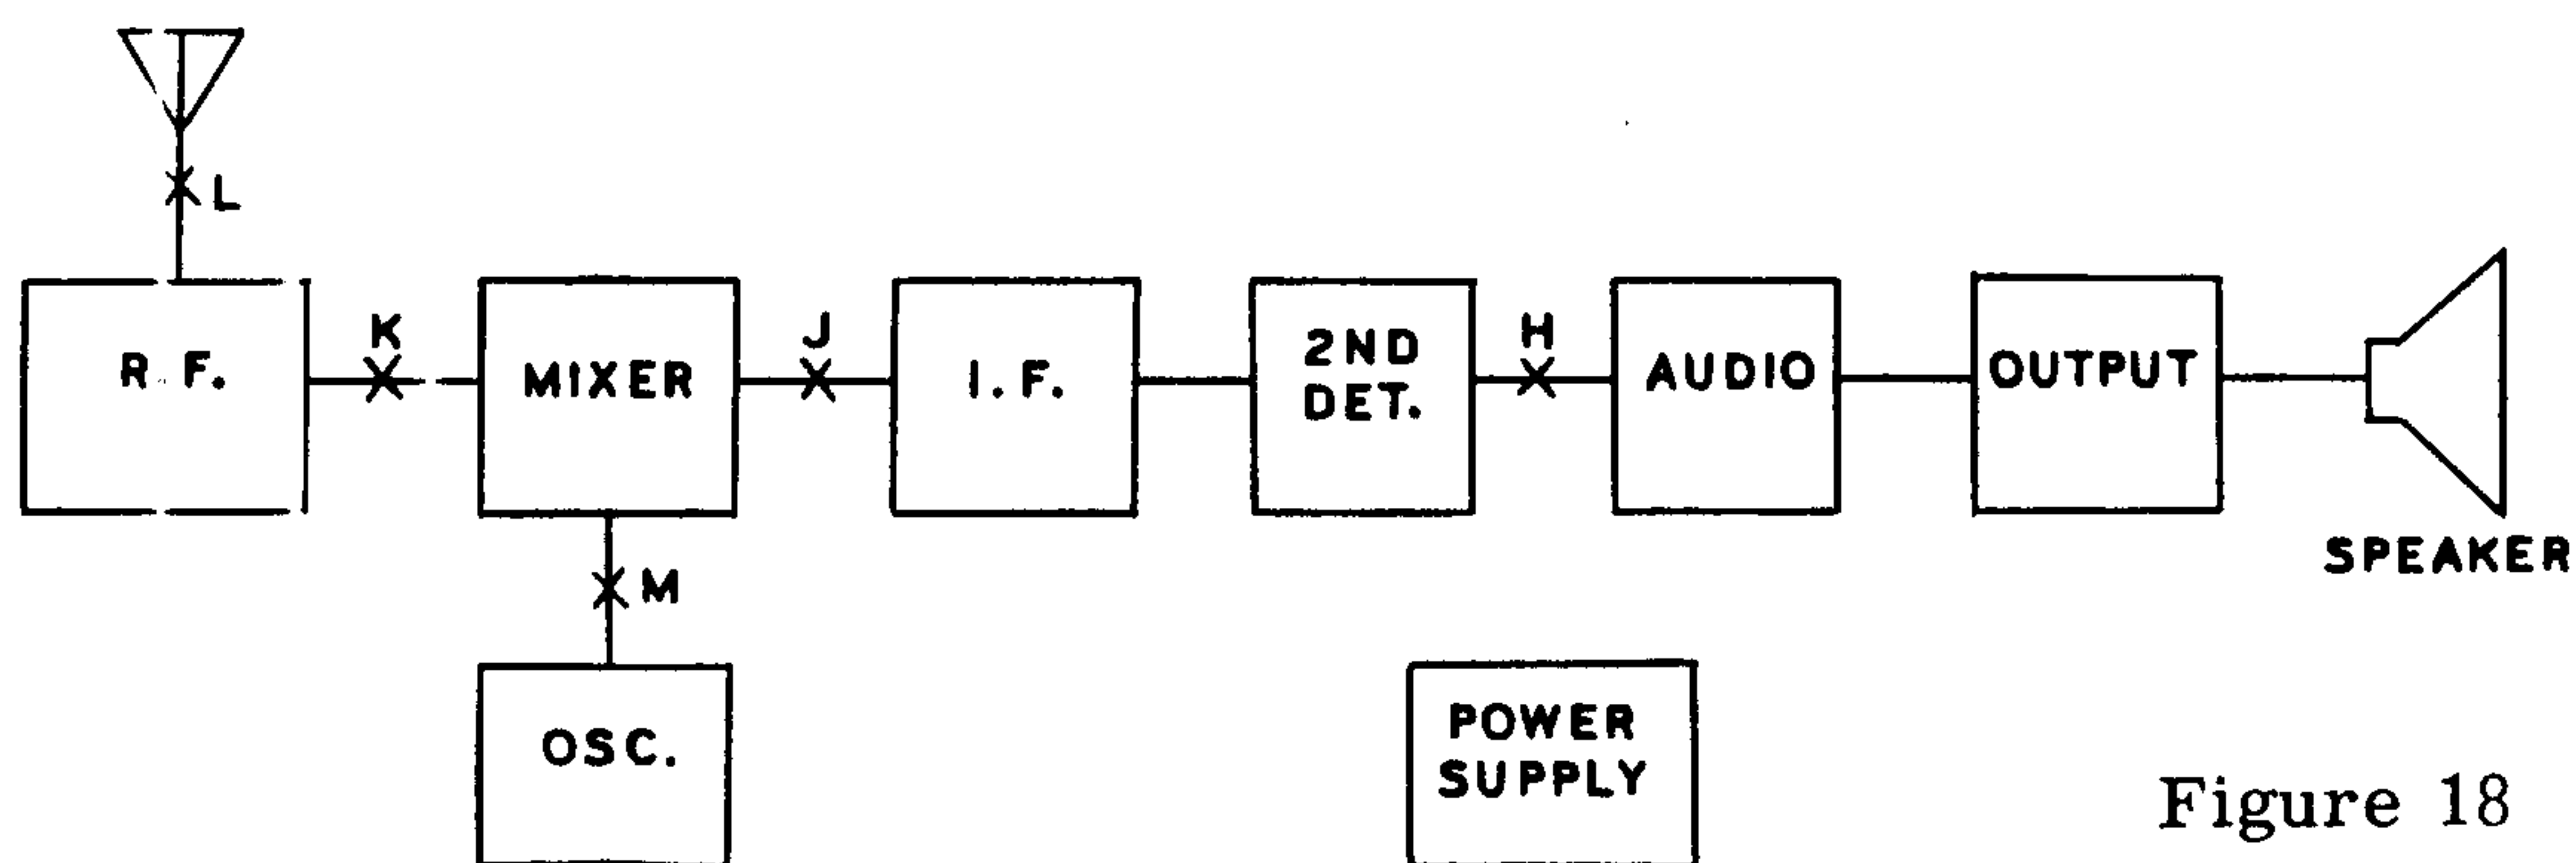 L
K
J
H
R.F.
MIXER
I.F.
2ND
DET.
AUDIO
OUTPUT
SPEAKER
M
OSC.
POWER
SUPPLY
Figure 18